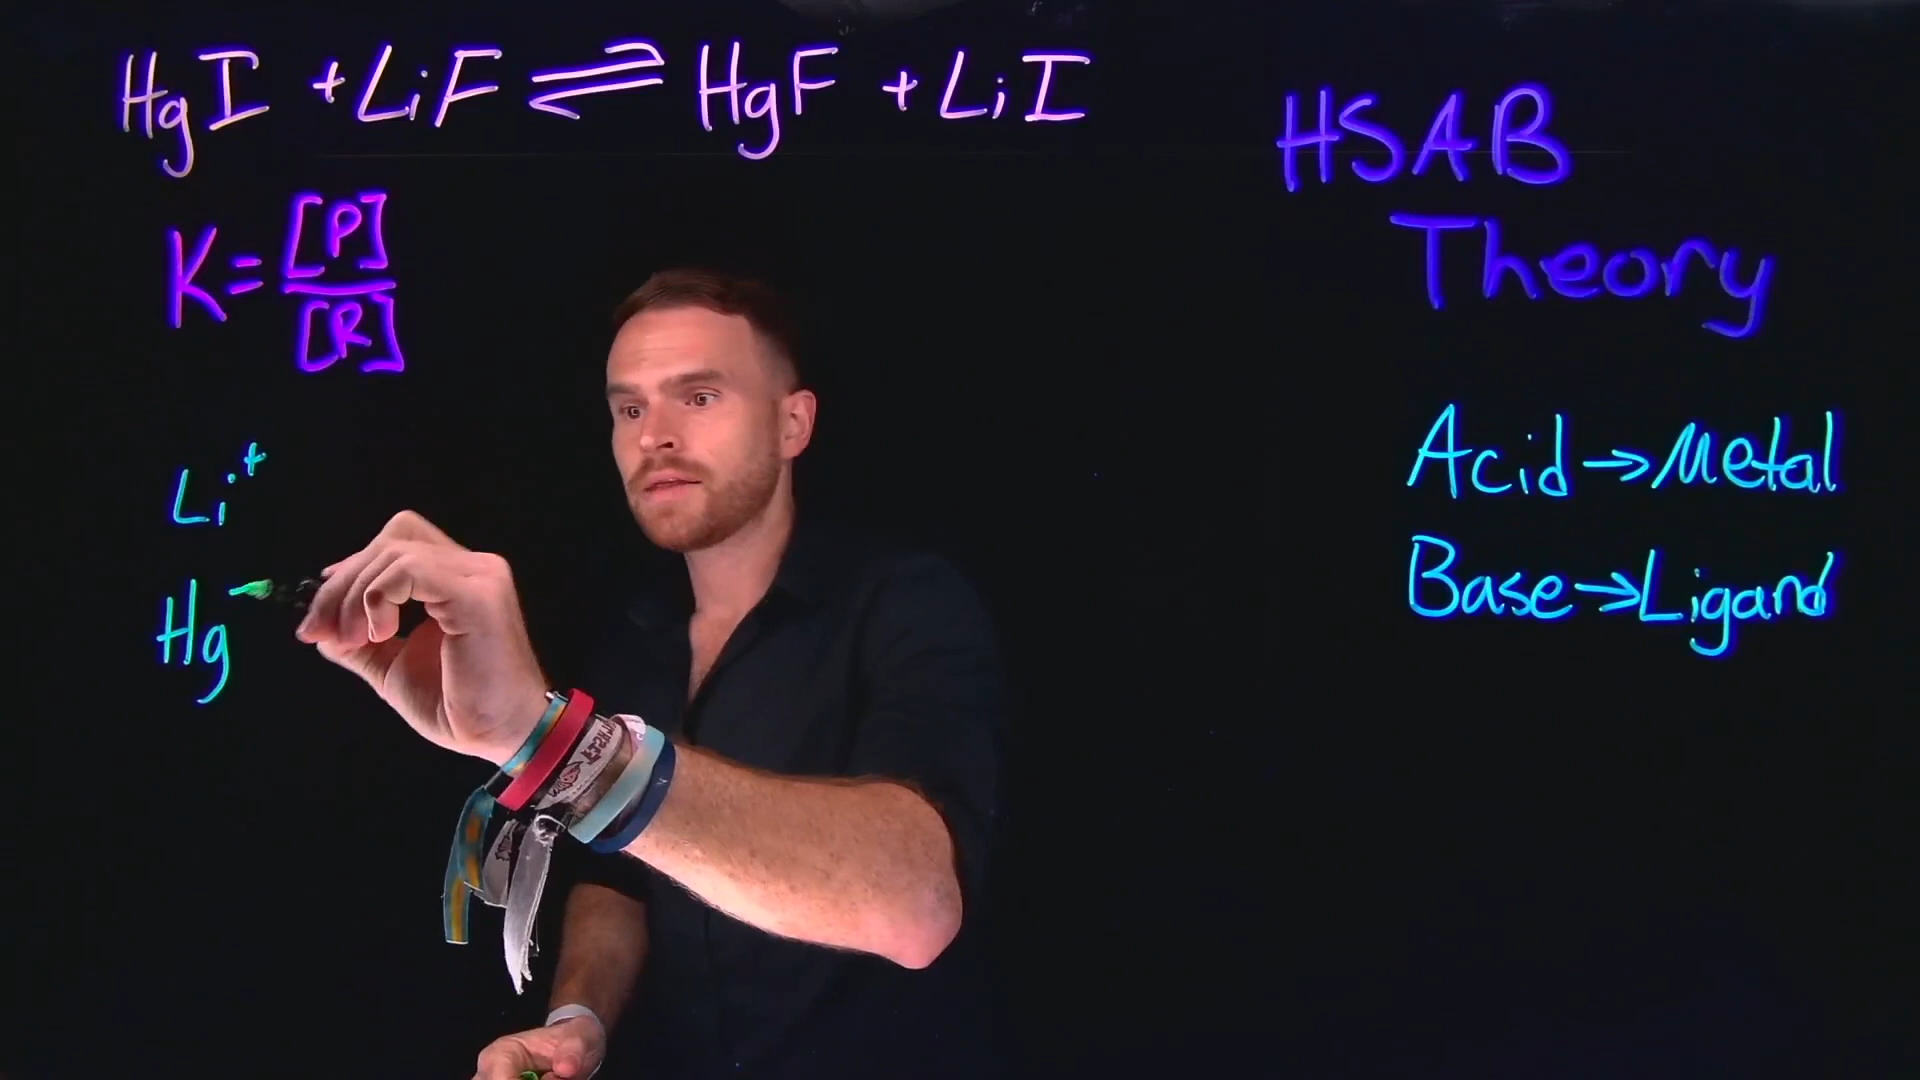 HgI + LiF ⇌ HgF + LiI
K = [P]/[R]
Li⁺
Hg
HSAB
Theory
Acid → Metal
Base → Ligand